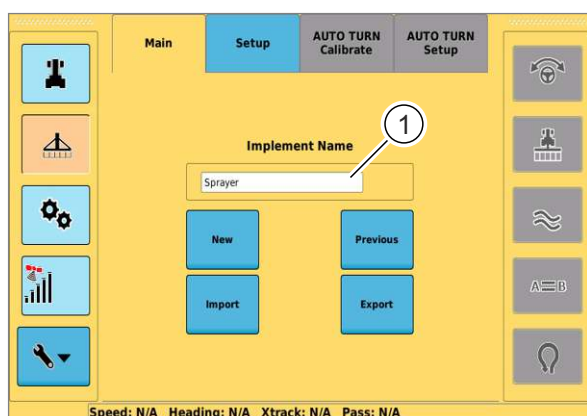 Main
Setup
AUTO TURN
Calibrate
AUTO TURN
Setup
1
Implement Name
Sprayer
New
Previous
Import
Export
A B
Speed: N/A Heading: N/A Xtrack: N/A Pass: N/A